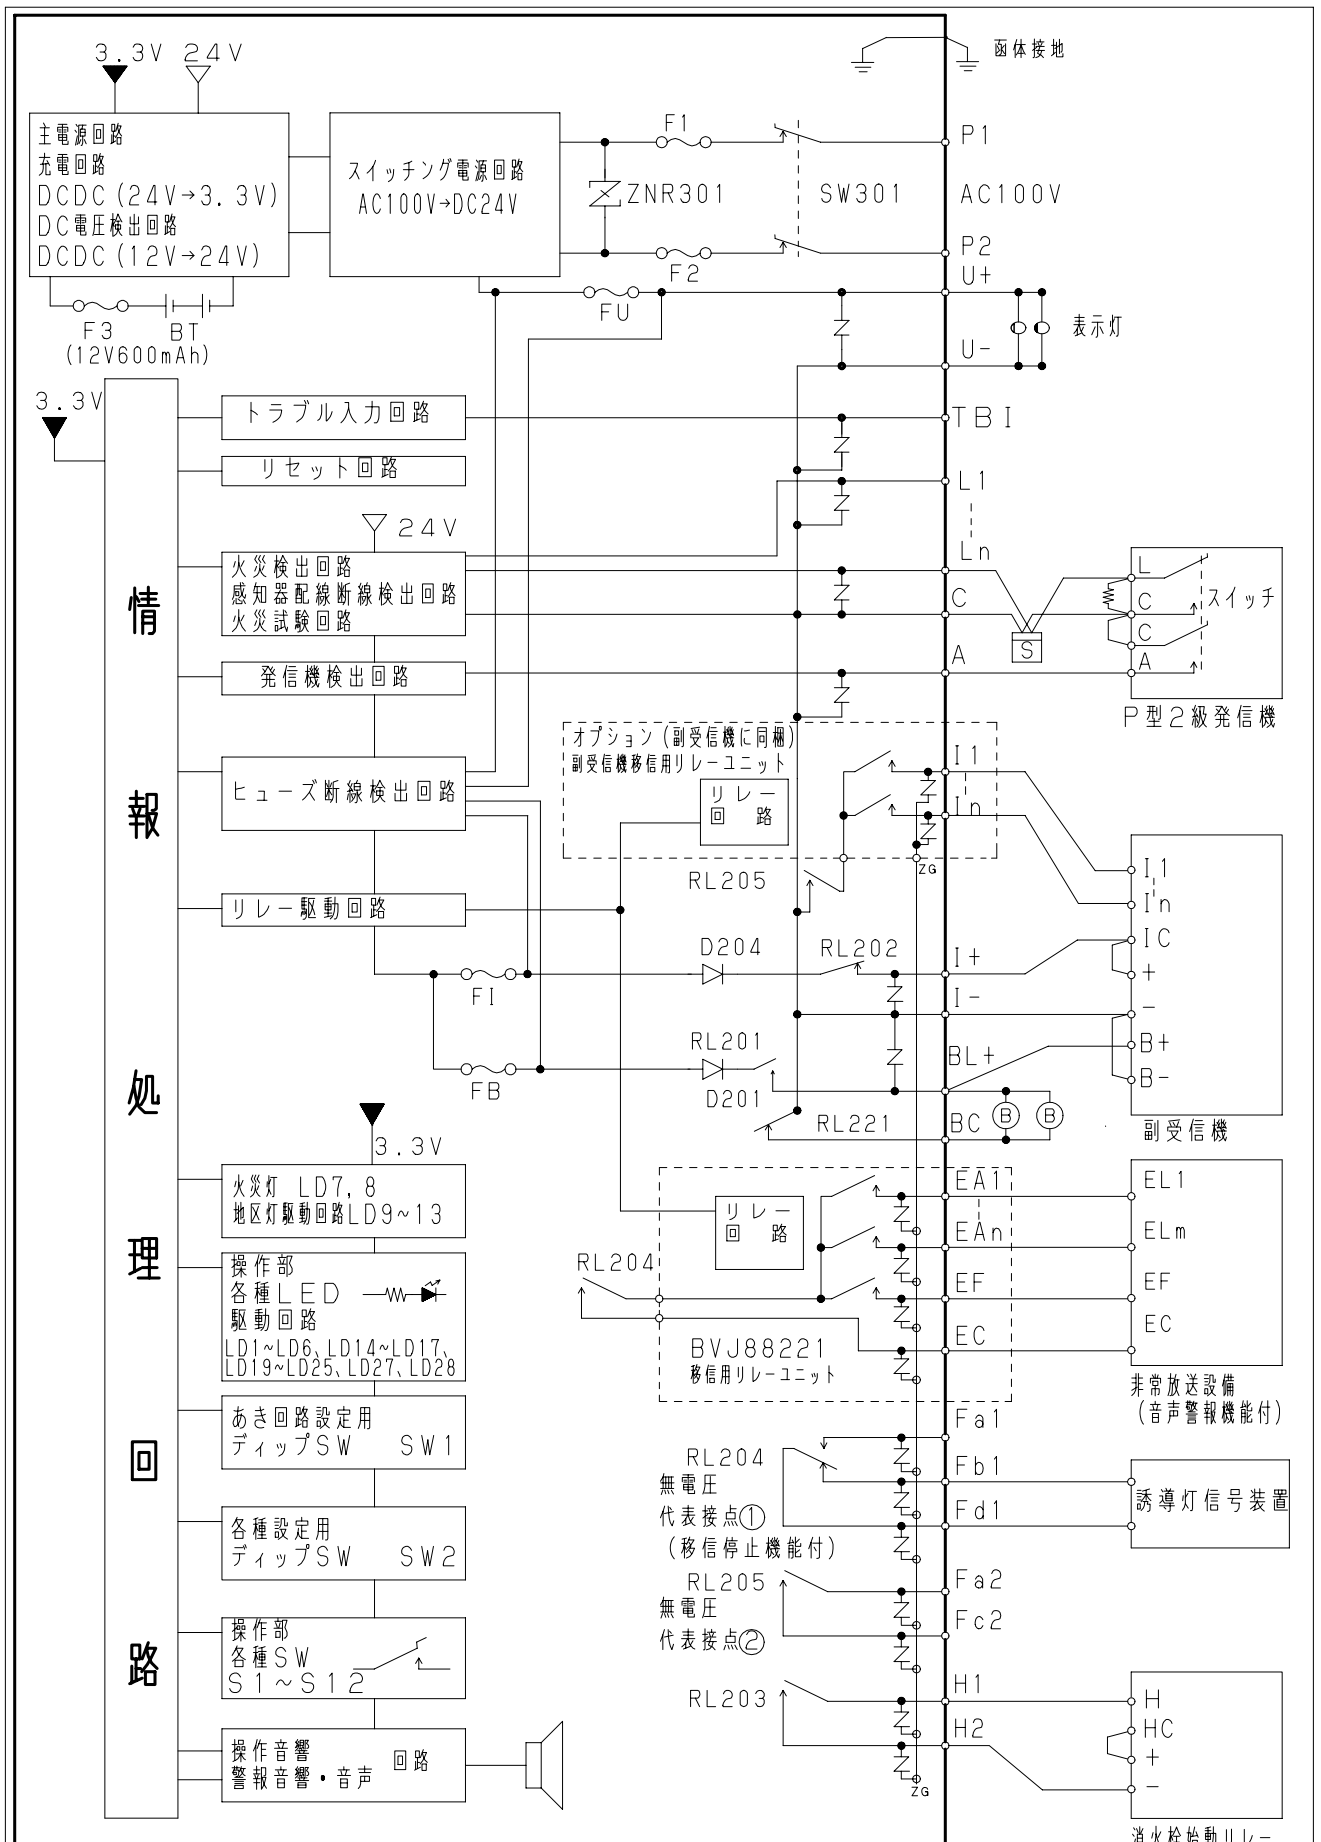 3.3V 24V
函体接地
主電源回路
充電回路
DCDC(24V→3.3V)
DC電圧検出回路
DCDC(12V→24V)
スイッチング電源回路
AC100V→DC24V
F1
ZNR301
SW301
F2
P1
AC100V
P2
U+
FU
F3
BT
(12V600mAh)
表示灯
U-
3.3V
トラブル入力回路
TBI
リセット回路
L1
24V
Ln
火災検出回路
感知器配線断線検出回路
火災試験回路
C
S
L
C
C
A
スイッチ
P型2級発信機
発信機検出回路
A
オプション(副受信機に同梱)
副受信機移信用リレーユニット
リレー
回 路
I1
In
ヒューズ断線検出回路
ZG
RL205
リレー駆動回路
I1
In
IC
+
-
B+
B-
副受信機
D204
RL202
I+
FI
I-
RL201
BL+
FB
D201
RL221
BC
B
B
3.3V
情報処理回路
火災灯 LD7,8
地区灯駆動回路LD9~13
リレー
回 路
EA1
EAn
EF
EC
EL1
ELm
EF
EC
RL204
BVJ88221
移信用リレーユニット
非常放送設備
(音声警報機能付)
操作部
各種LED
駆動回路
LD1~LD6、LD14~LD17、
LD19~LD25、LD27、LD28
あき回路設定用
ディップSW SW1
RL204
無電圧
代表接点①
(移信停止機能付)
Fa1
Fb1
Fd1
誘導灯信号装置
各種設定用
ディップSW SW2
RL205
無電圧
代表接点②
Fa2
Fc2
操作部
各種SW
S1~S12
RL203
H1
H2
H
HC
+
-
操作音響
警報音響・音声
回路
ZG
消火栓始動リレー